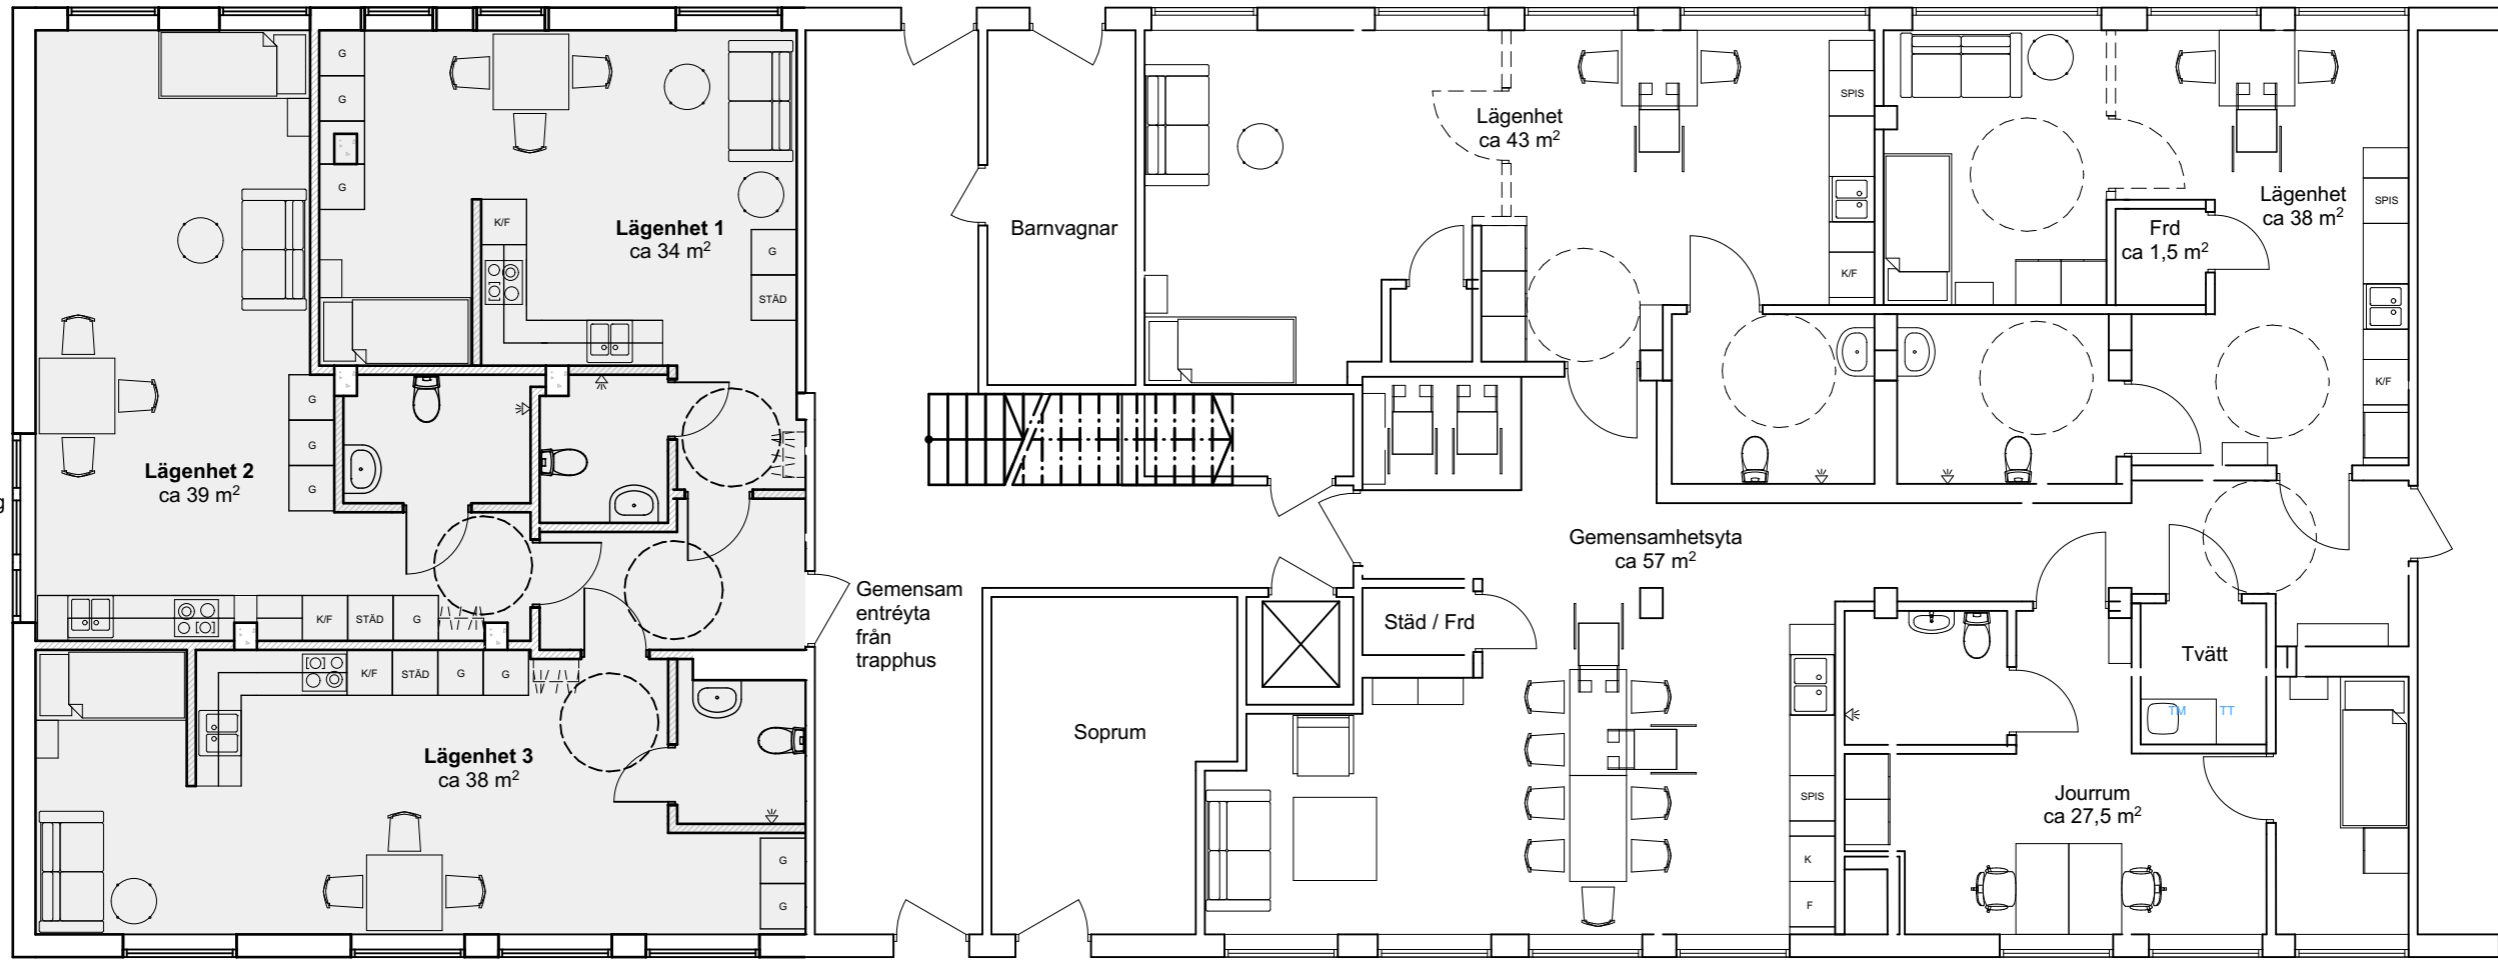 G
G
G
K/F
Lägenhet 1
ca 34 m²
G
STÄD
Lägenhet 2
ca 39 m²
G
G
G
g
K/F
STÄD
G
K/F
STÄD
G
G
Lägenhet 3
ca 38 m²
G
G
Gemensam
entréyta
från
trapphus
Barnvagnar
Soprum
Lägenhet
ca 43 m²
SPIS
K/F
Frd
ca 1,5 m²
Lägenhet
ca 38 m²
SPIS
K/F
Gemensamhetsyta
ca 57 m²
Städ / Frd
SPIS
K
F
Tvätt
TM
TT
Jourrum
ca 27,5 m²